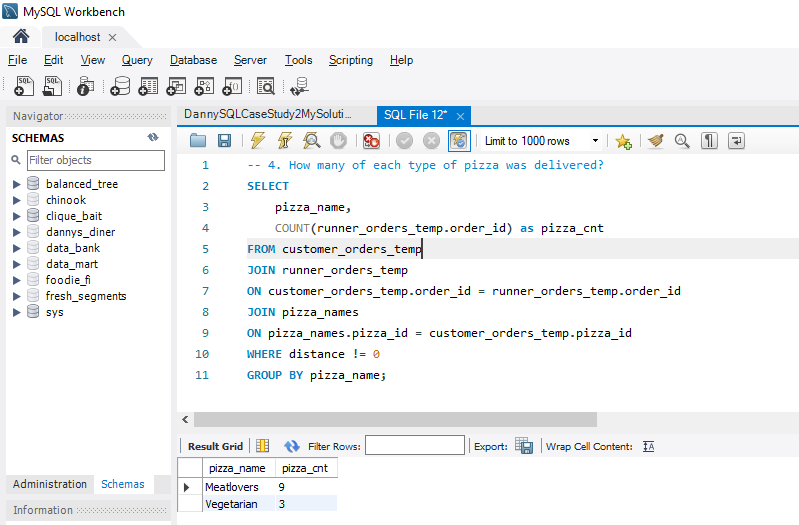 MySQL Workbench
localhost
File Edit View Query Database Server Tools Scripting Help
Navigator
SCHEMAS
Filter objects
balanced_tree
chinook
clique_bait
dannys_diner
data_bank
data_mart
foodie_fi
fresh_segments
sys
Administration Schemas
Information
DannySQLCaseStudy2MySoluti... SQL File 12*
Limit to 1000 rows
1 -- 4. How many of each type of pizza was delivered?
2 SELECT
3 pizza_name,
4 COUNT(runner_orders_temp.order_id) as pizza_cnt
5 FROM customer_orders_temp
6 JOIN runner_orders_temp
7 ON customer_orders_temp.order_id = runner_orders_temp.order_id
8 JOIN pizza_names
9 ON pizza_names.pizza_id = customer_orders_temp.pizza_id
10 WHERE distance != 0
11 GROUP BY pizza_name;
Result Grid Filter Rows: Export: Wrap Cell Content:
pizza_name pizza_cnt
Meatlovers 9
Vegetarian 3